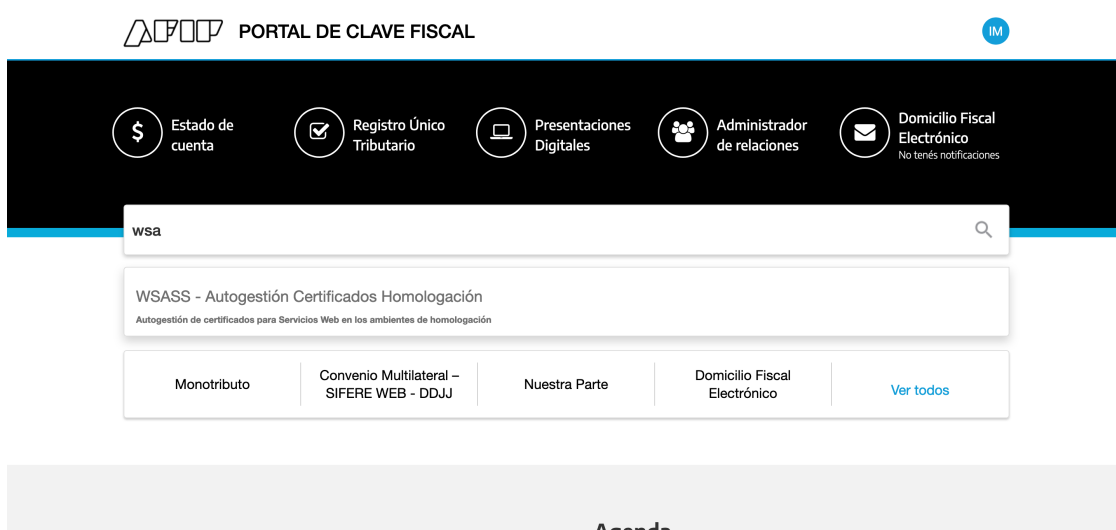 AFIP PORTAL DE CLAVE FISCAL
IM
$ Estado de
cuenta
Registro Único
Tributario
Presentaciones
Digitales
Administrador
de relaciones
Domicilio Fiscal
Electrónico
No tenés notificaciones
wsa
WSASS - Autogestión Certificados Homologación
Autogestión de certificados para Servicios Web en los ambientes de homologación
Monotributo
Convenio Multilateral –
SIFERE WEB - DDJJ
Nuestra Parte
Domicilio Fiscal
Electrónico
Ver todos
Agenda